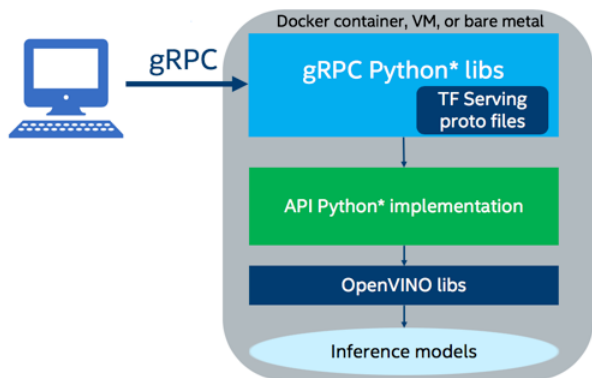 Docker container, VM, or bare metal
gRPC
gRPC Python* libs
TF Serving
proto files
API Python* implementation
OpenVINO libs
Inference models